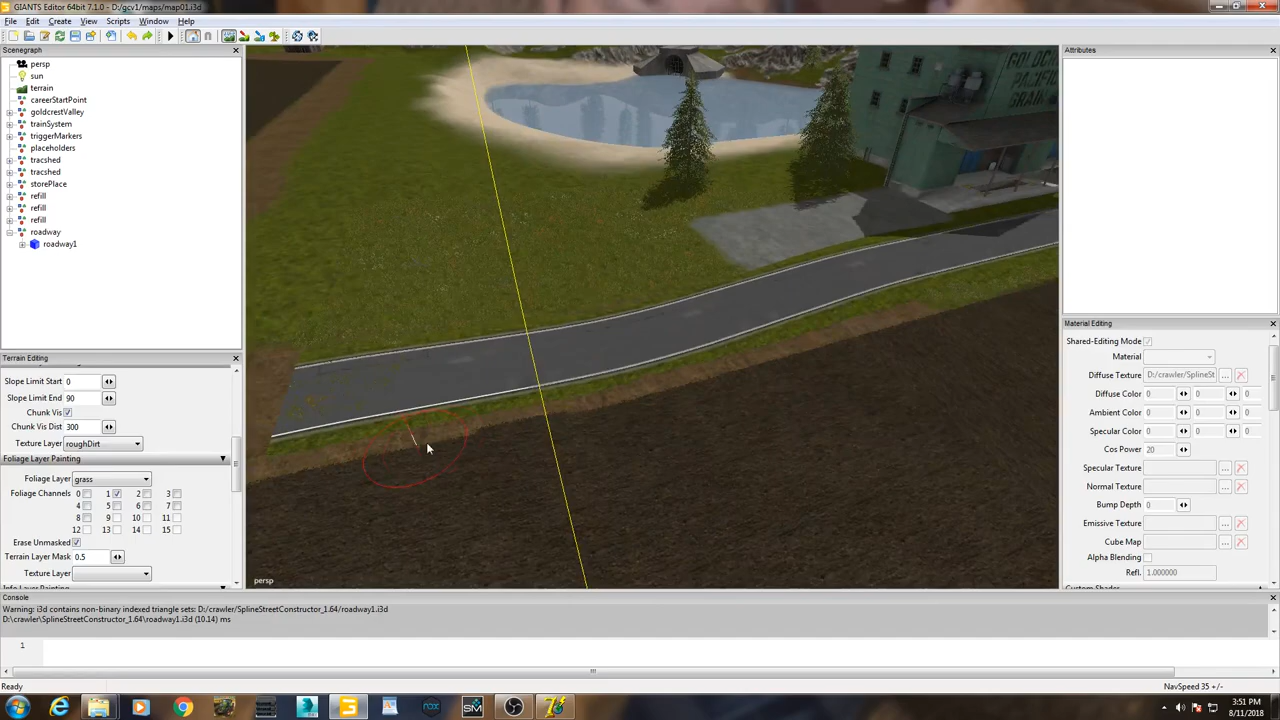 GIANTS Editor 64bit 7.1.0 - D:/gcv1/maps/map01.i3d
File Edit Create View Scripts Window Help
Scenegraph
persp
sun
terrain
careerStartPoint
goldcrestValley
trainSystem
triggerMarkers
placeholders
tracshed
tracshed
storePlace
refill
refill
refill
roadway
roadway1
Terrain Editing
Slope Limit Start 0
Slope Limit End 90
Chunk Vis
Chunk Vis Dist 300
Texture Layer roughDirt
Foliage Layer Painting
Foliage Layer grass
Foliage Channels 0 1 2 3
4 5 6 7
8 9 10 11
12 13 14 15
Erase Unmasked
Terrain Layer Mask 0.5
Texture Layer
Info Layer Painting
GOLDCREST
PACIFIC
GRAIN
persp
Attributes
Material Editing
Shared-Editing Mode
Material
Diffuse Texture D:/crawler/SplineSt
Diffuse Color 0 0 0
Ambient Color 0 0 0
Specular Color 0 0 0
Cos Power 20
Specular Texture
Normal Texture
Bump Depth 0
Emissive Texture
Cube Map
Alpha Blending
Refl. 1.000000
Custom Shader
Console
Warning: i3d contains non-binary indexed triangle sets: D:/crawler/SplineStreetConstructor_1.64/roadway1.i3d
D:\crawler\SplineStreetConstructor_1.64\roadway1.i3d (10.14) ms
1
Ready
NavSpeed 35 +/-
3:51 PM
8/11/2018